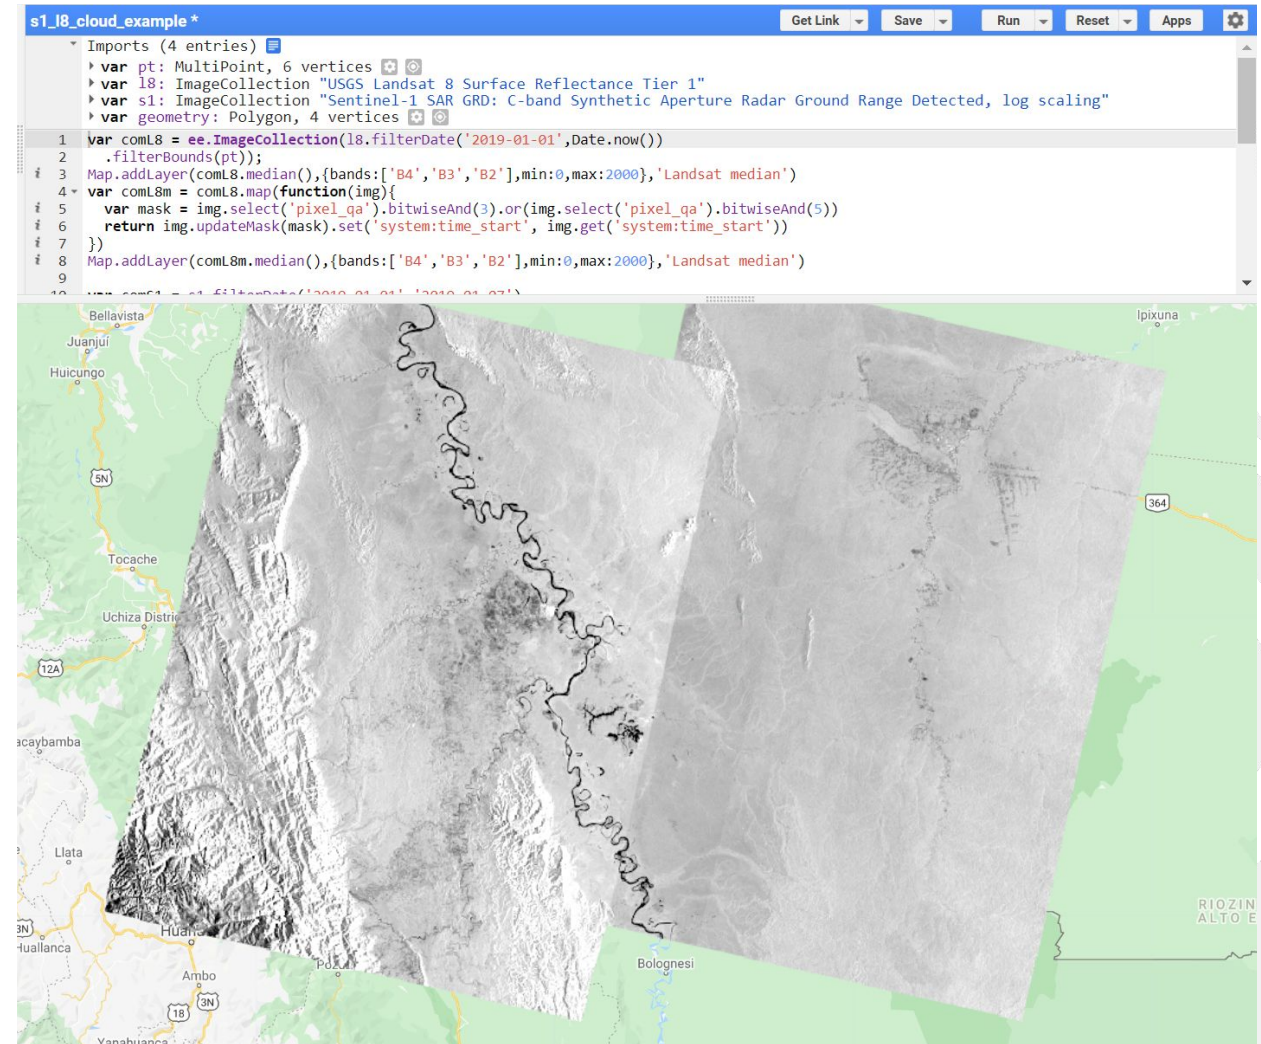 s1_l8_cloud_example *
Get Link
Save
Run
Reset
Apps
Imports (4 entries)
var pt: MultiPoint, 6 vertices
var l8: ImageCollection "USGS Landsat 8 Surface Reflectance Tier 1"
var s1: ImageCollection "Sentinel-1 SAR GRD: C-band Synthetic Aperture Radar Ground Range Detected, log scaling"
var geometry: Polygon, 4 vertices
1 var comL8 = ee.ImageCollection(l8.filterDate('2019-01-01',Date.now())
2 .filterBounds(pt));
i 3 Map.addLayer(comL8.median(),{bands:['B4','B3','B2'],min:0,max:2000},'Landsat median')
4 var comL8m = comL8.map(function(img){
i 5 var mask = img.select('pixel_qa').bitwiseAnd(3).or(img.select('pixel_qa').bitwiseAnd(5))
i 6 return img.updateMask(mask).set('system:time_start', img.get('system:time_start'))
i 7 })
i 8 Map.addLayer(comL8m.median(),{bands:['B4','B3','B2'],min:0,max:2000},'Landsat median')
9
Bellavista
Ipixuna
Juanjuí
Huicungo
5N
364
Tocache
Uchiza Distri
12A
acaybamba
Llata
RIOZIN
ALTO E
3N
Huallanca
Huan
Pozuz
Bolognesi
Ambo
3N
18
Yanahuanca